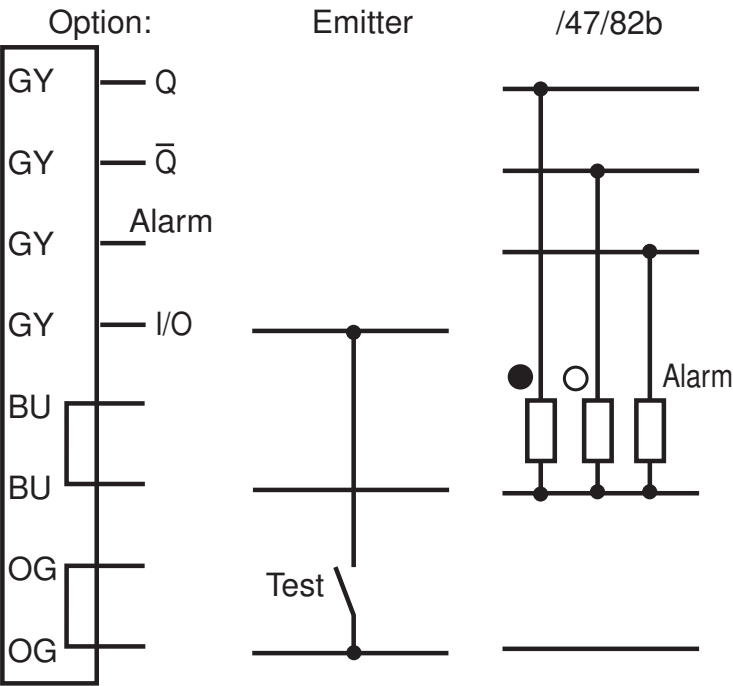 Option: Emitter /47/82b
GY Q
GY Q̅
GY Alarm
GY I/O
BU
BU
OG
OG
Test
Alarm